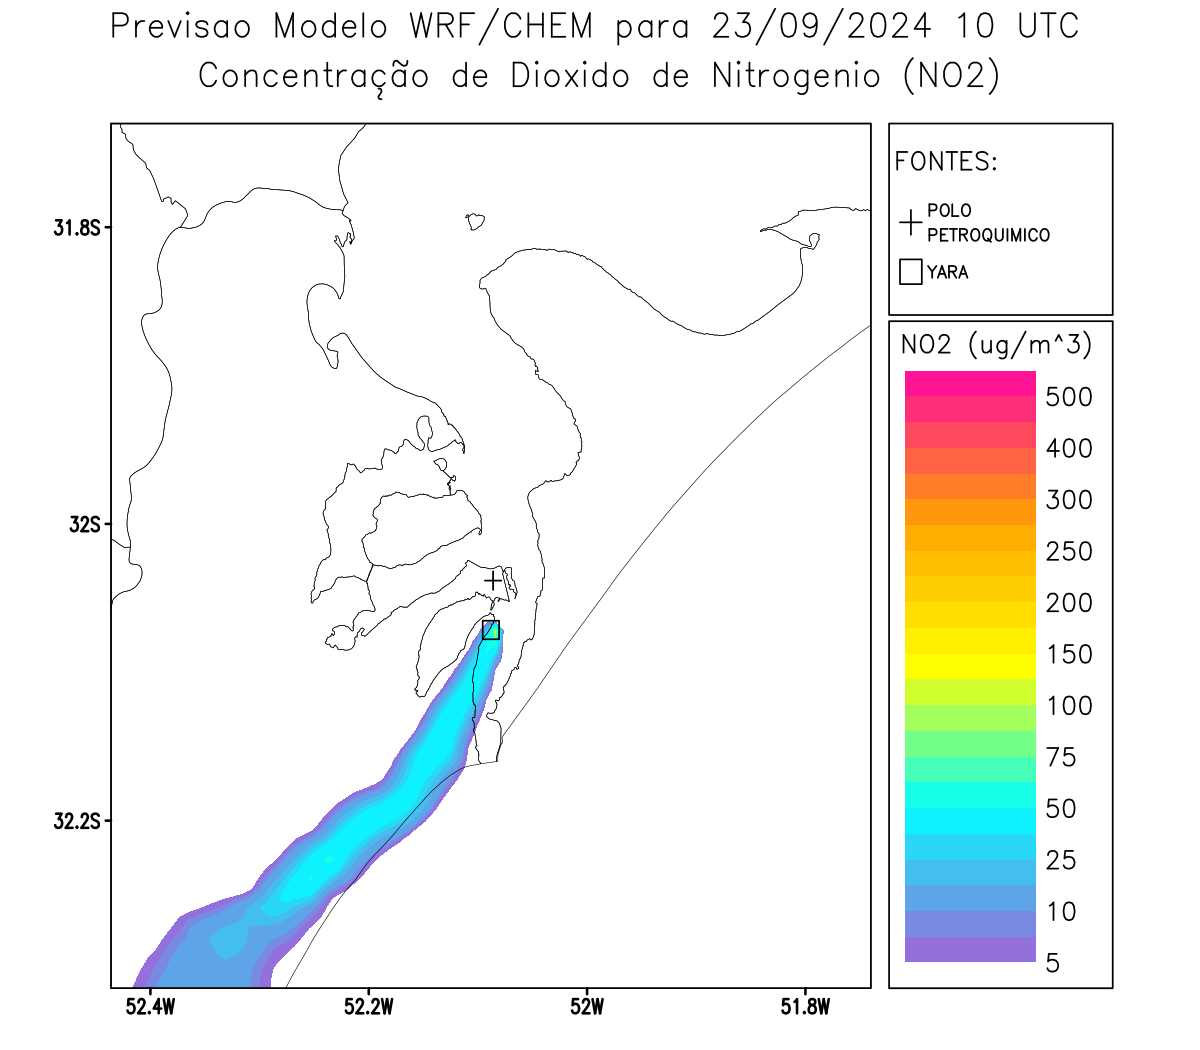 Previsao Modelo WRF/CHEM para 23/09/2024 10 UTC
Concentração de Dioxido de Nitrogenio (NO2)
FONTES:
POLO
PETROQUIMICO
YARA
NO2 (ug/m^3)
500
400
300
250
200
150
100
75
50
25
10
5
31.8S
32S
32.2S
52.4W
52.2W
52W
51.8W